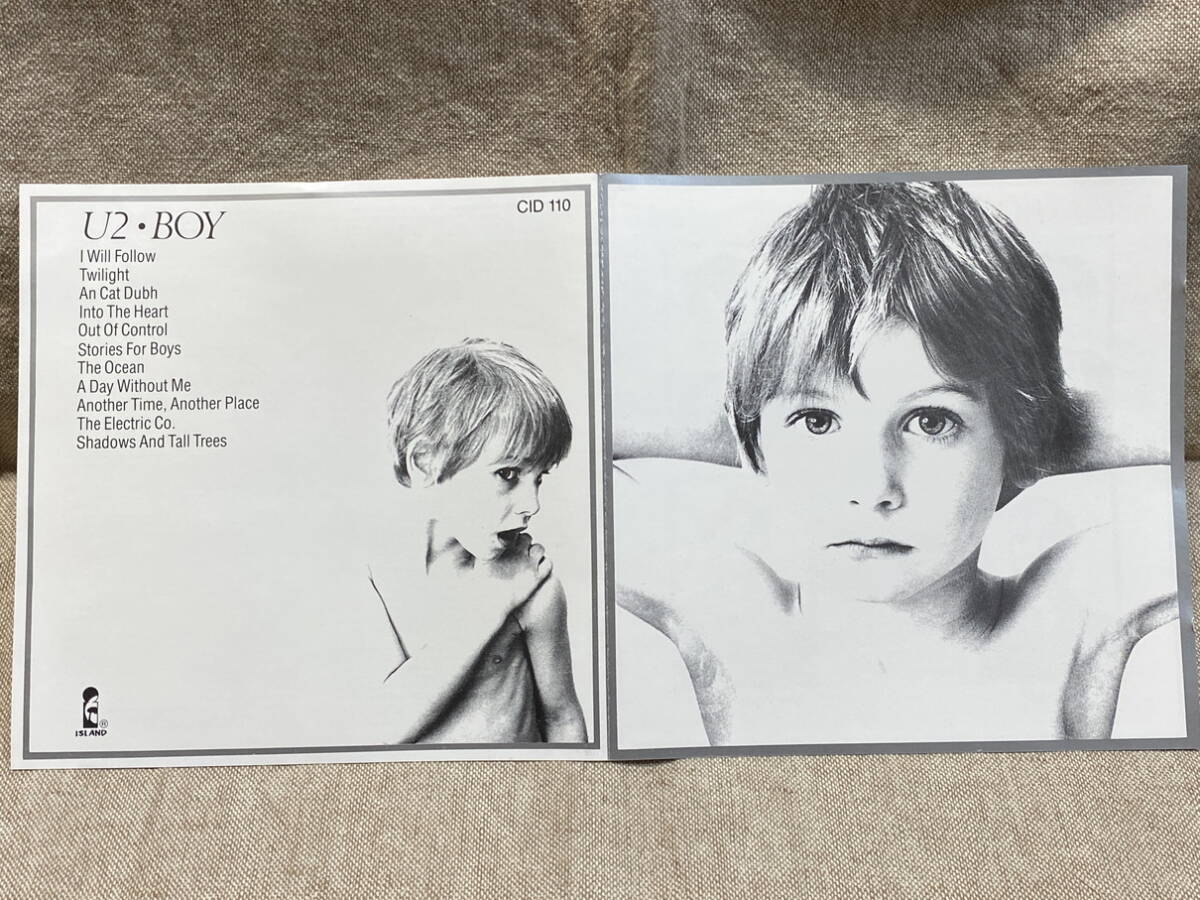 U2 • BOY
CID 110
I Will Follow
Twilight
An Cat Dubh
Into The Heart
Out Of Control
Stories For Boys
The Ocean
A Day Without Me
Another Time, Another Place
The Electric Co.
Shadows And Tall Trees
®
ISLAND